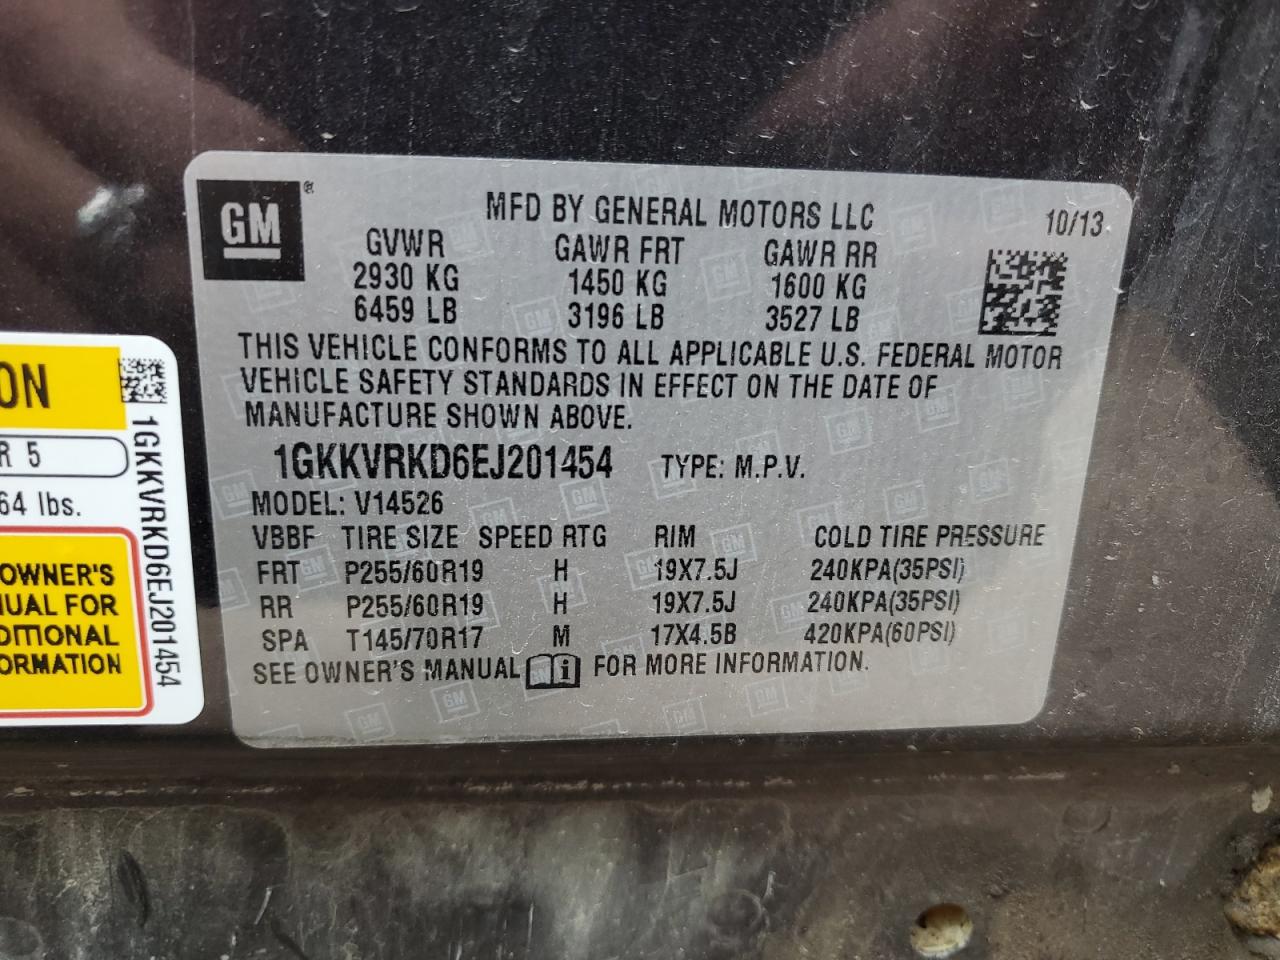 GM®
MFD BY GENERAL MOTORS LLC
10/13
GVWR GAWR FRT GAWR RR
2930 KG 1450 KG 1600 KG
6459 LB 3196 LB 3527 LB
THIS VEHICLE CONFORMS TO ALL APPLICABLE U.S. FEDERAL MOTOR
VEHICLE SAFETY STANDARDS IN EFFECT ON THE DATE OF
MANUFACTURE SHOWN ABOVE.
1GKKVRKD6EJ201454 TYPE: M.P.V.
MODEL: V14526
VBBF TIRE SIZE SPEED RTG RIM COLD TIRE PRESSURE
FRT P255/60R19 H 19X7.5J 240KPA(35PSI)
RR P255/60R19 H 19X7.5J 240KPA(35PSI)
SPA T145/70R17 M 17X4.5B 420KPA(60PSI)
SEE OWNER'S MANUAL i FOR MORE INFORMATION.
ON
R 5
64 lbs.
OWNER'S
NUAL FOR
DITIONAL
FORMATION
1GKKVRKD6EJ201454